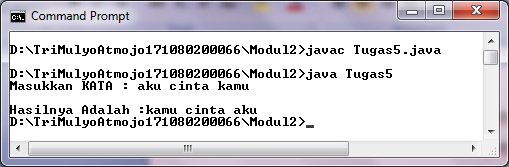 Command Prompt
D:\TriMulyoAtmojo171080200066\Modul2>javac Tugas5.java
D:\TriMulyoAtmojo171080200066\Modul2>java Tugas5
Masukkan KATA : aku cinta kamu
Hasilnya Adalah :kamu cinta aku
D:\TriMulyoAtmojo171080200066\Modul2>_